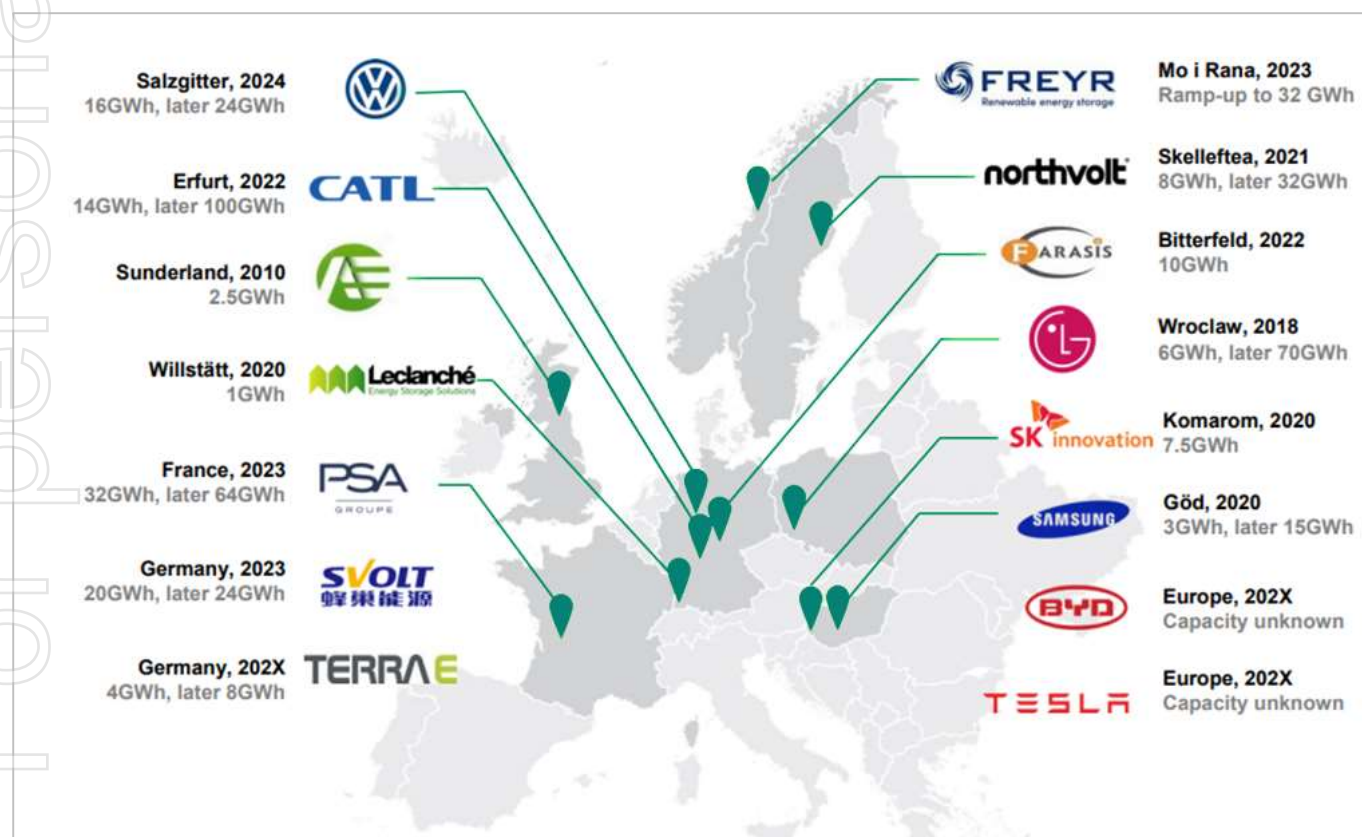 For personal
Salzgitter, 2024
16GWh, later 24GWh
Erfurt, 2022
14GWh, later 100GWh
CATL
Sunderland, 2010
2.5GWh
AE
Willstätt, 2020
1GWh
Leclanché
Energy Storage Solutions
France, 2023
32GWh, later 64GWh
PSA
GROUPE
Germany, 2023
20GWh, later 24GWh
SVOLT
蜂巢能源
Germany, 202X
4GWh, later 8GWh
TERRA E
FREYR
Renewable energy storage
Mo i Rana, 2023
Ramp-up to 32 GWh
northvolt
Skelleftea, 2021
8GWh, later 32GWh
FARASIS
Bitterfeld, 2022
10GWh
LG
Wroclaw, 2018
6GWh, later 70GWh
SK innovation
Komarom, 2020
7.5GWh
SAMSUNG
Göd, 2020
3GWh, later 15GWh
BYD
Europe, 202X
Capacity unknown
TESLA
Europe, 202X
Capacity unknown